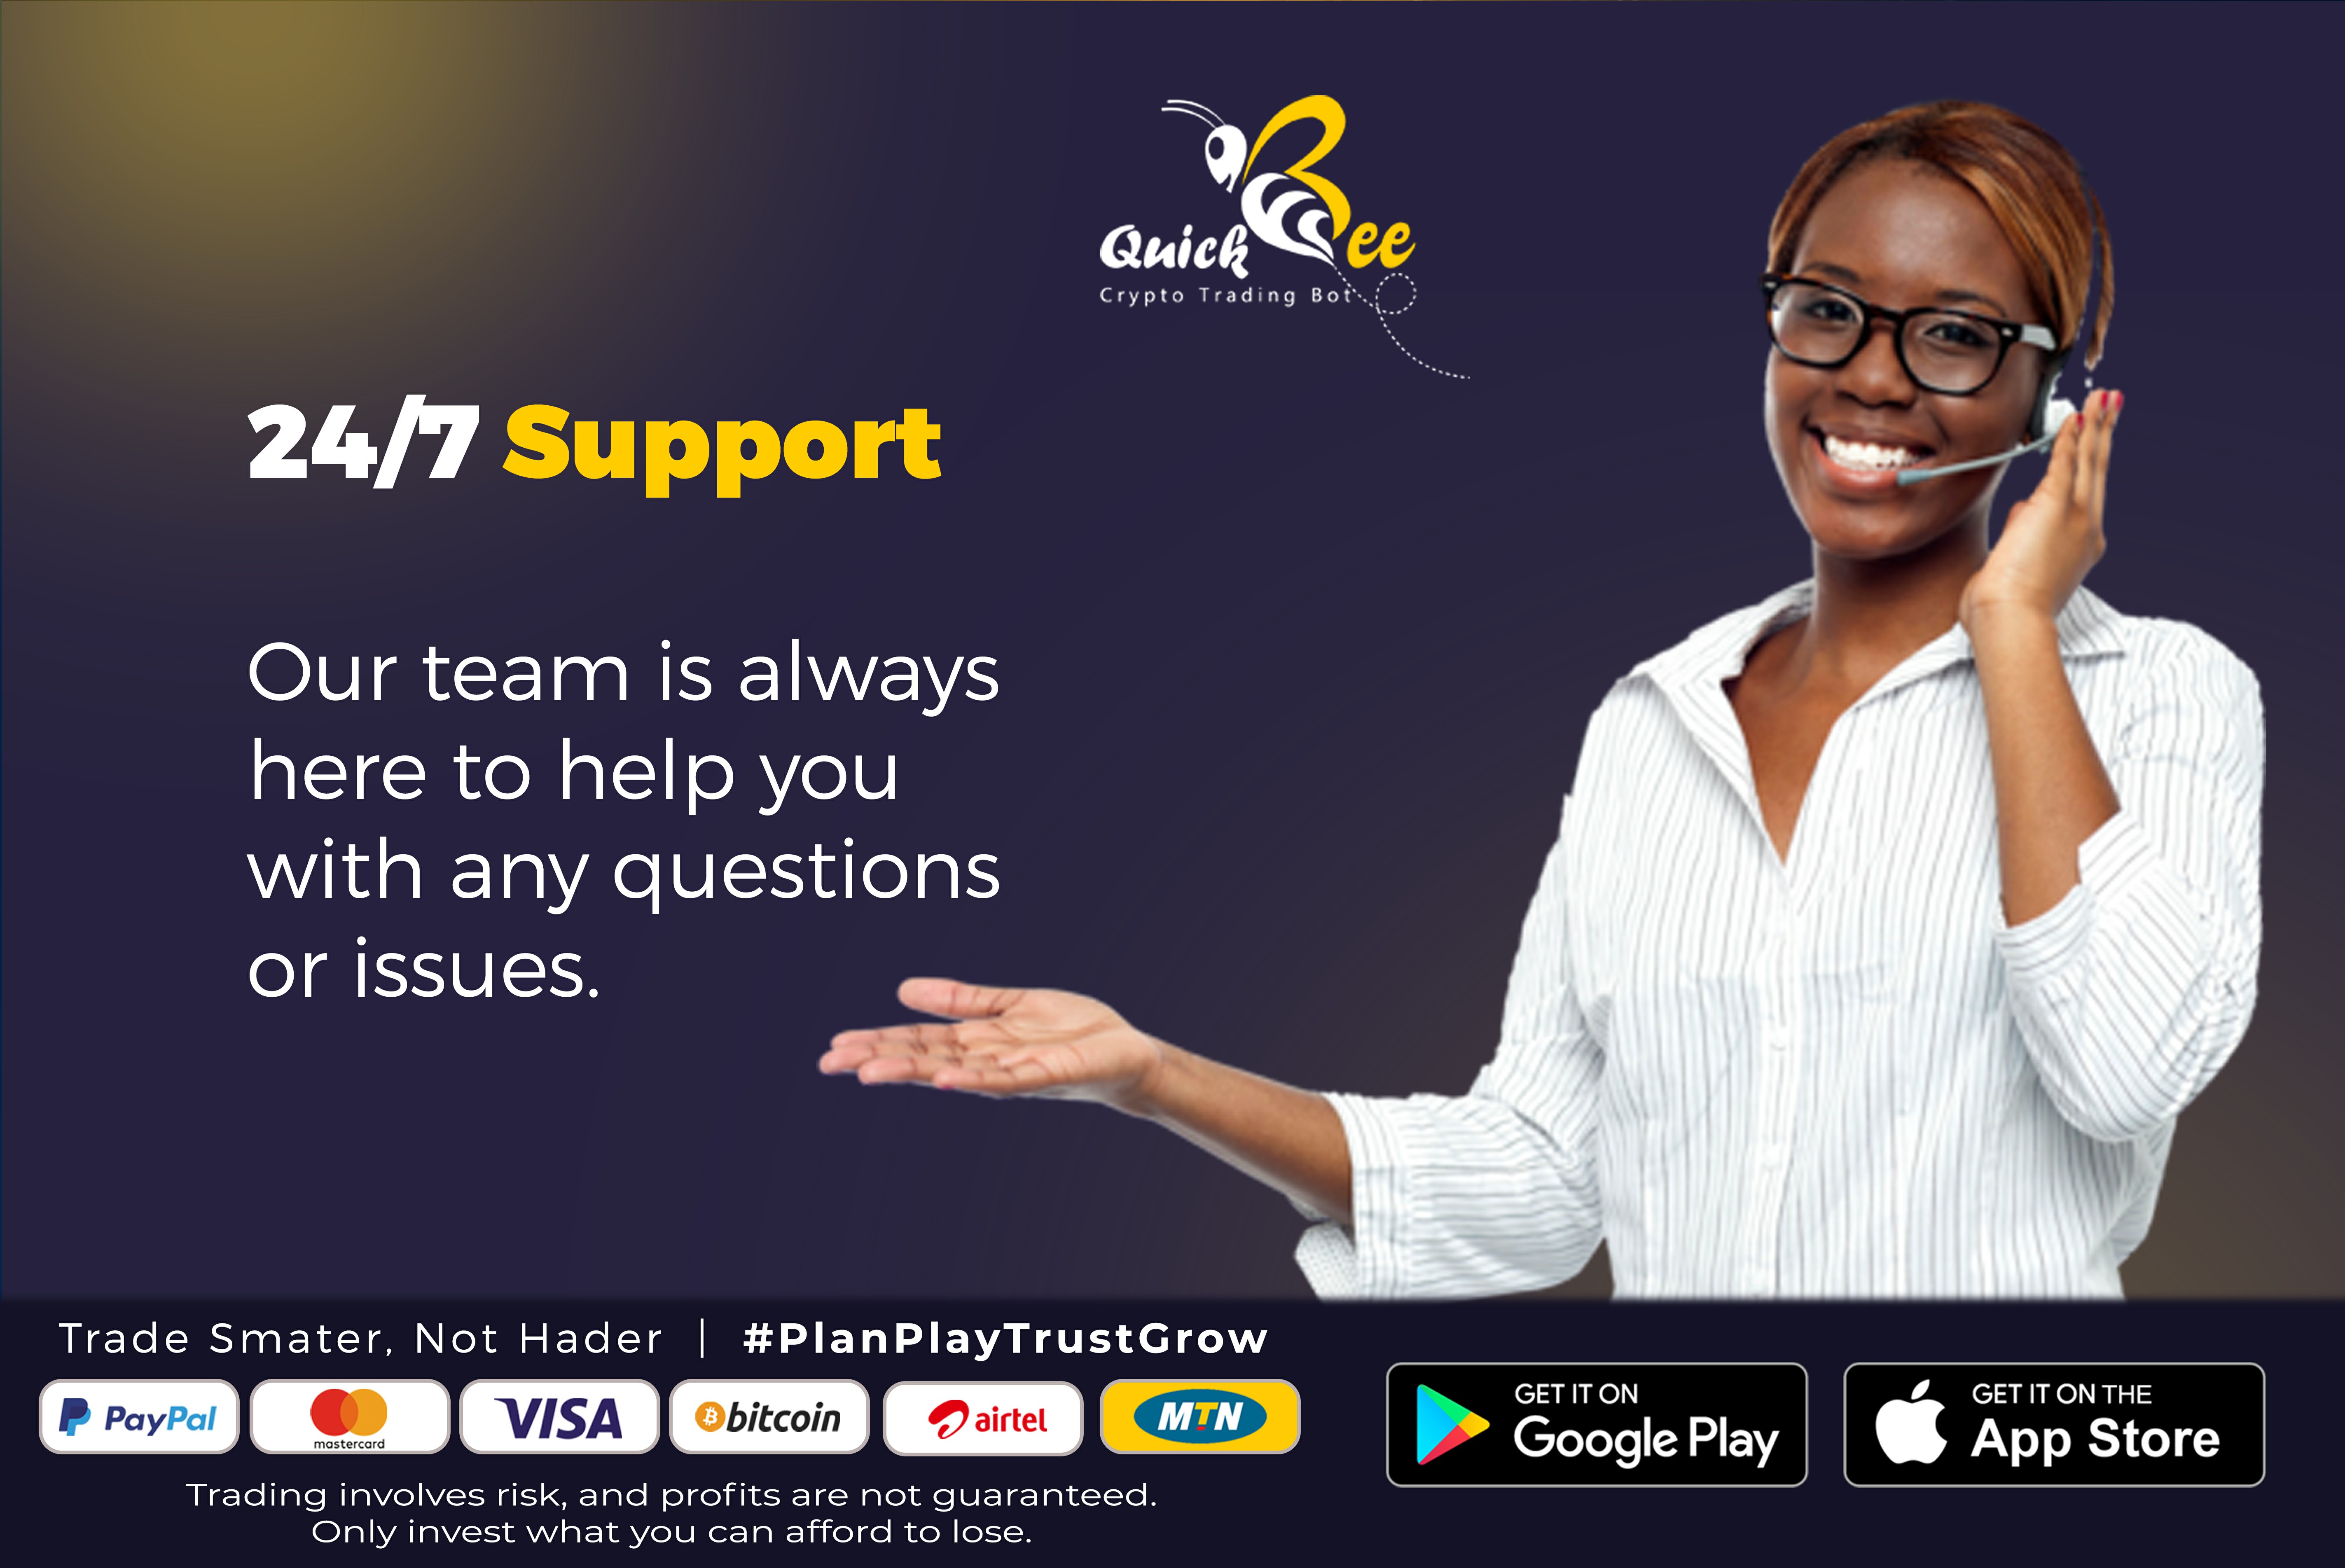 QuickBee
Crypto Trading Bot
24/7 Support
Our team is always
here to help you
with any questions
or issues.
Trade Smater, Not Hader | #PlanPlayTrustGrow
PayPal mastercard VISA bitcoin airtel MTN
GET IT ON
Google Play
GET IT ON THE
App Store
Trading involves risk, and profits are not guaranteed.
Only invest what you can afford to lose.